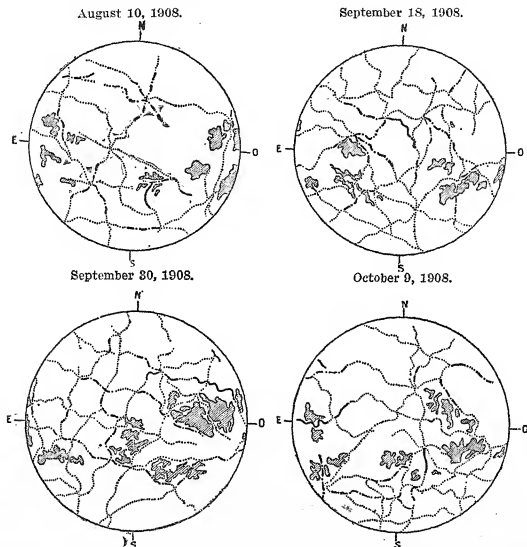 August 10, 1908.
N
E
O
S
September 18, 1908.
N
E
O
S
September 30, 1908.
N
E
O
S
October 9, 1908.
N
E
O
S